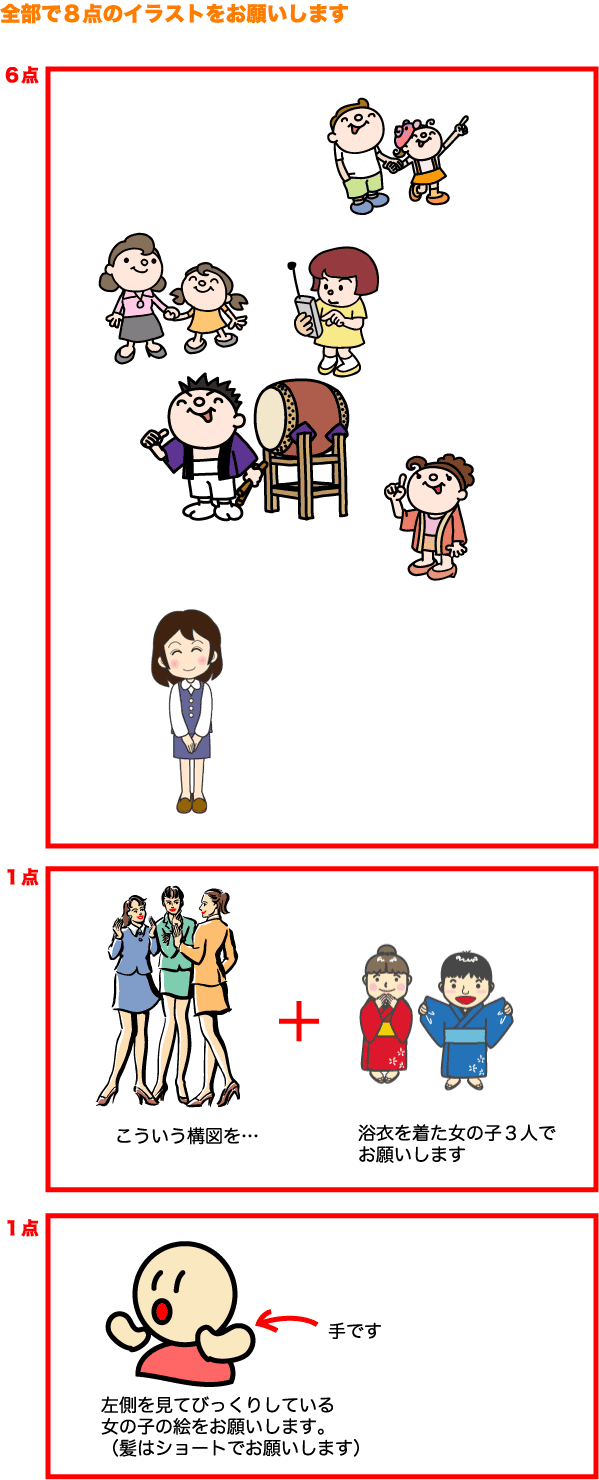 全部で８点のイラストをお願いします
６点
１点
こういう構図を…
浴衣を着た女の子３人で
お願いします
１点
手です
左側を見てびっくりしている
女の子の絵をお願いします。
（髪はショートでお願いします）